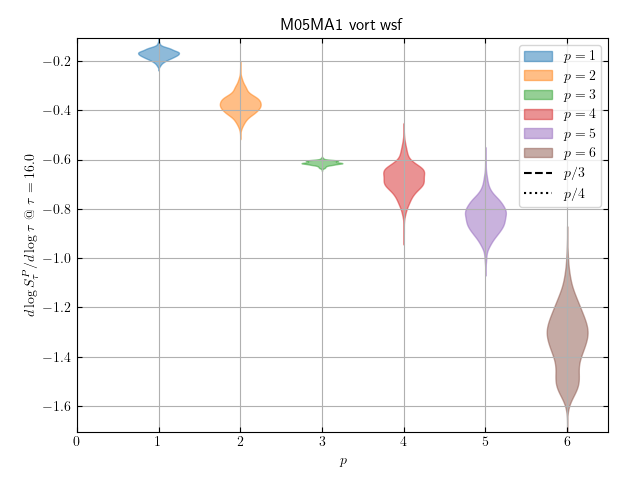 M05MA1 vort wsf
d log S_τ^P / d log τ @ τ = 16.0
−0.2
−0.4
−0.6
−0.8
−1.0
−1.2
−1.4
−1.6
0 1 2 3 4 5 6
p
p = 1
p = 2
p = 3
p = 4
p = 5
p = 6
p/3
p/4